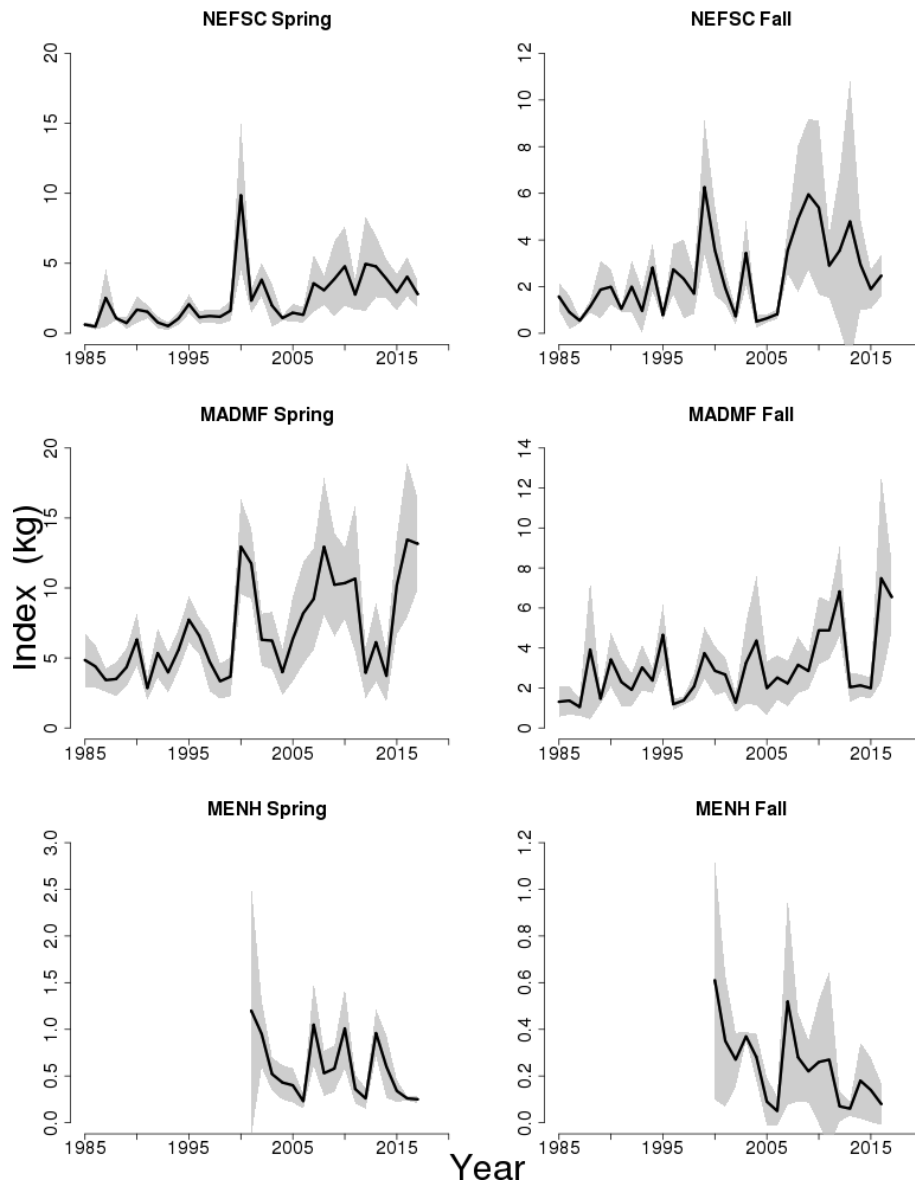 NEFSC Spring
0 5 10 15 20
1985 1995 2005 2015
NEFSC Fall
0 2 4 6 8 10 12
1985 1995 2005 2015
MADMF Spring
0 5 10 15 20
1985 1995 2005 2015
MADMF Fall
0 2 4 6 8 10 12 14
1985 1995 2005 2015
Index (kg)
MENH Spring
0.0 0.5 1.0 1.5 2.0 2.5 3.0
1985 1995 2005 2015
MENH Fall
0.0 0.2 0.4 0.6 0.8 1.0 1.2
1985 1995 2005 2015
Year